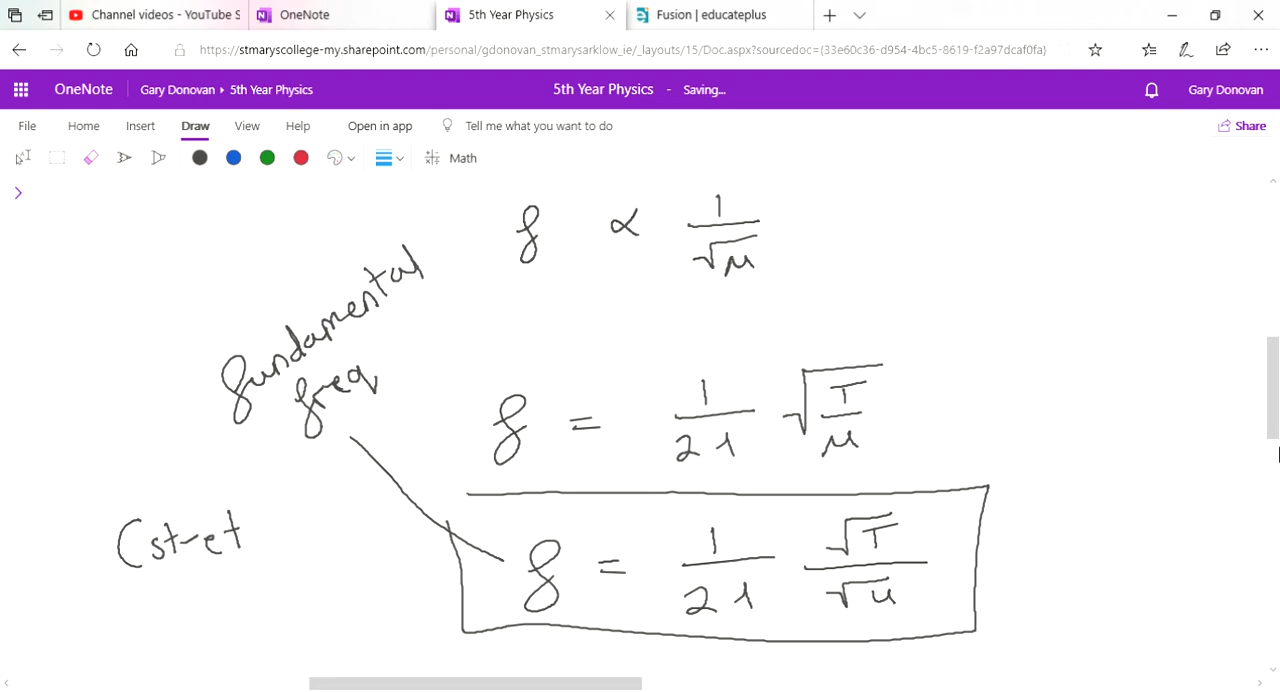 Channel videos - YouTube S
OneNote
5th Year Physics
Fusion | educateplus
https://stmaryscollege-my.sharepoint.com/personal/gdonovan_stmarysarklow_ie/_layouts/15/Doc.aspx?sourcedoc={33e60c36-d954-4bc5-8619-f2a97dcaf0fa}
OneNote
Gary Donovan › 5th Year Physics
5th Year Physics - Saving...
Gary Donovan
File Home Insert Draw View Help Open in app Tell me what you want to do Share
Math
f ∝ 1/√μ
fundamental
freq
f = 1/2l √T/μ
(stret
f = 1/2l √T/√μ